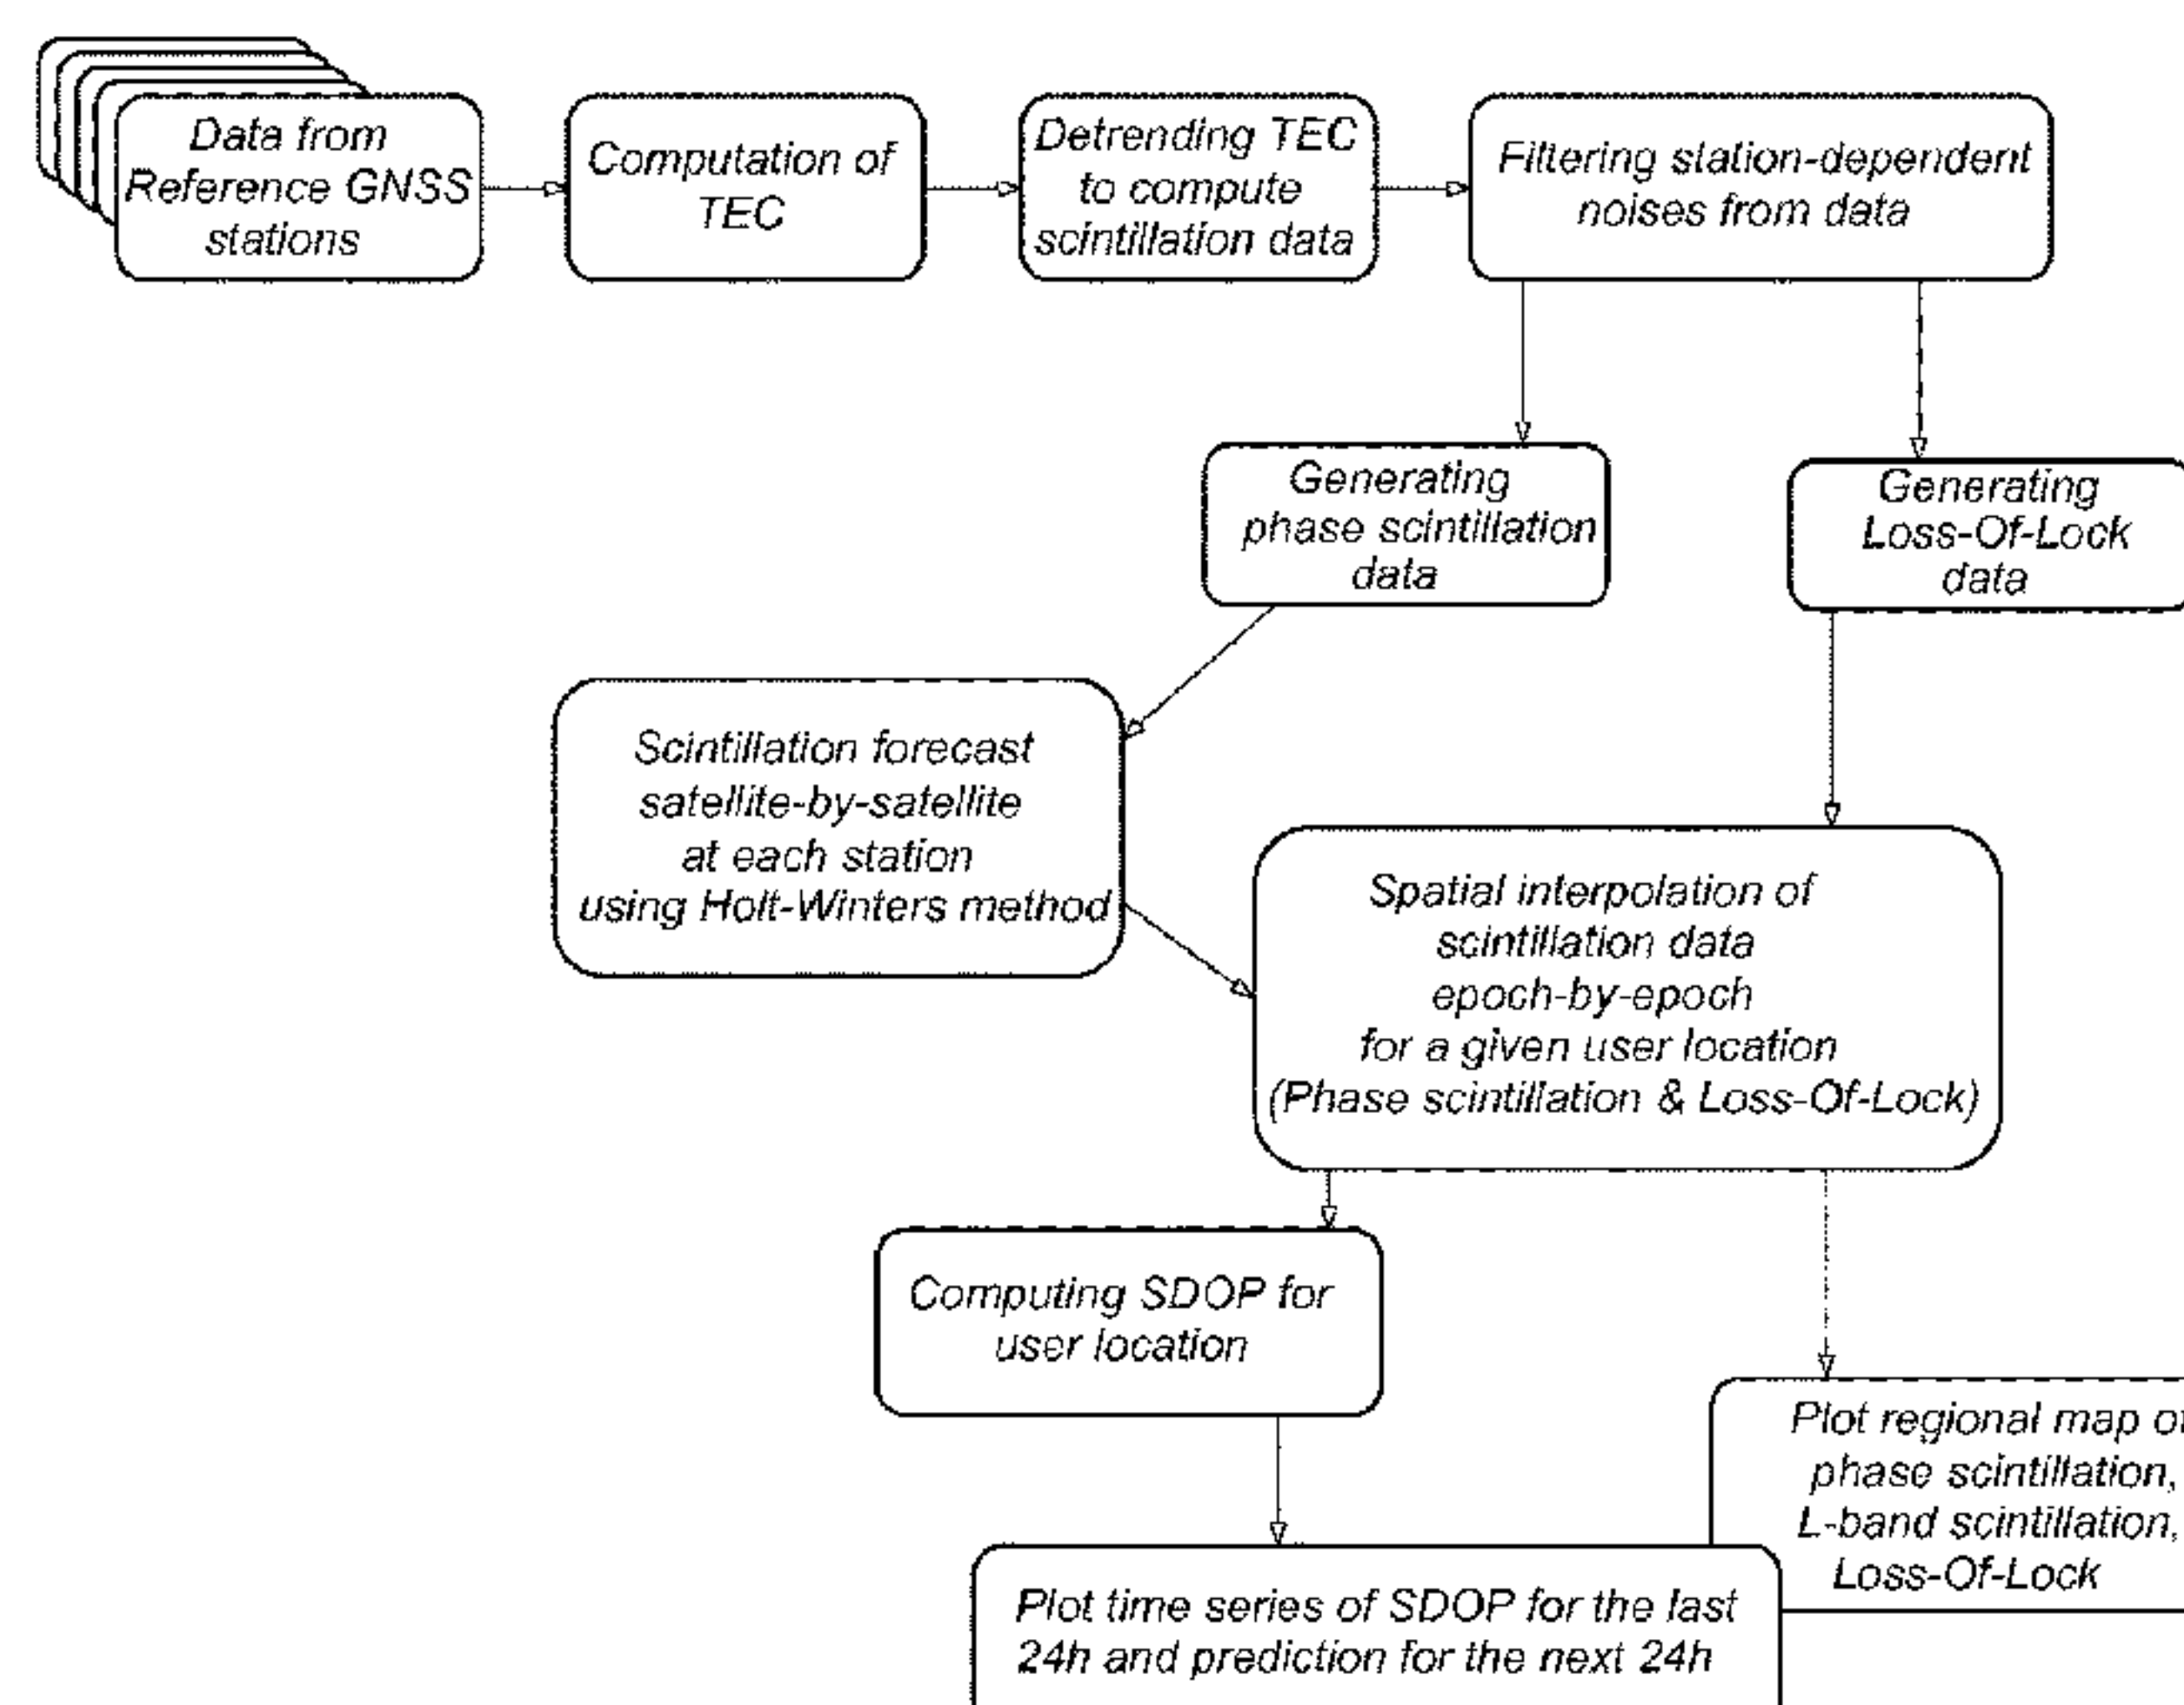 Data from
Reference GNSS
stations
Computation of
TEC
Detrending TEC
to compute
scintillation data
Filtering station-dependent
noises from data
Generating
phase scintillation
data
Generating
Loss-Of-Lock
data
Scintillation forecast
satellite-by-satellite
at each station
using Holt-Winters method
Spatial interpolation of
scintillation data
epoch-by-epoch
for a given user location
(Phase scintillation & Loss-Of-Lock)
Computing SDOP for
user location
Plot regional map of
phase scintillation,
L-band scintillation,
Loss-Of-Lock
Plot time series of SDOP for the last
24h and prediction for the next 24h